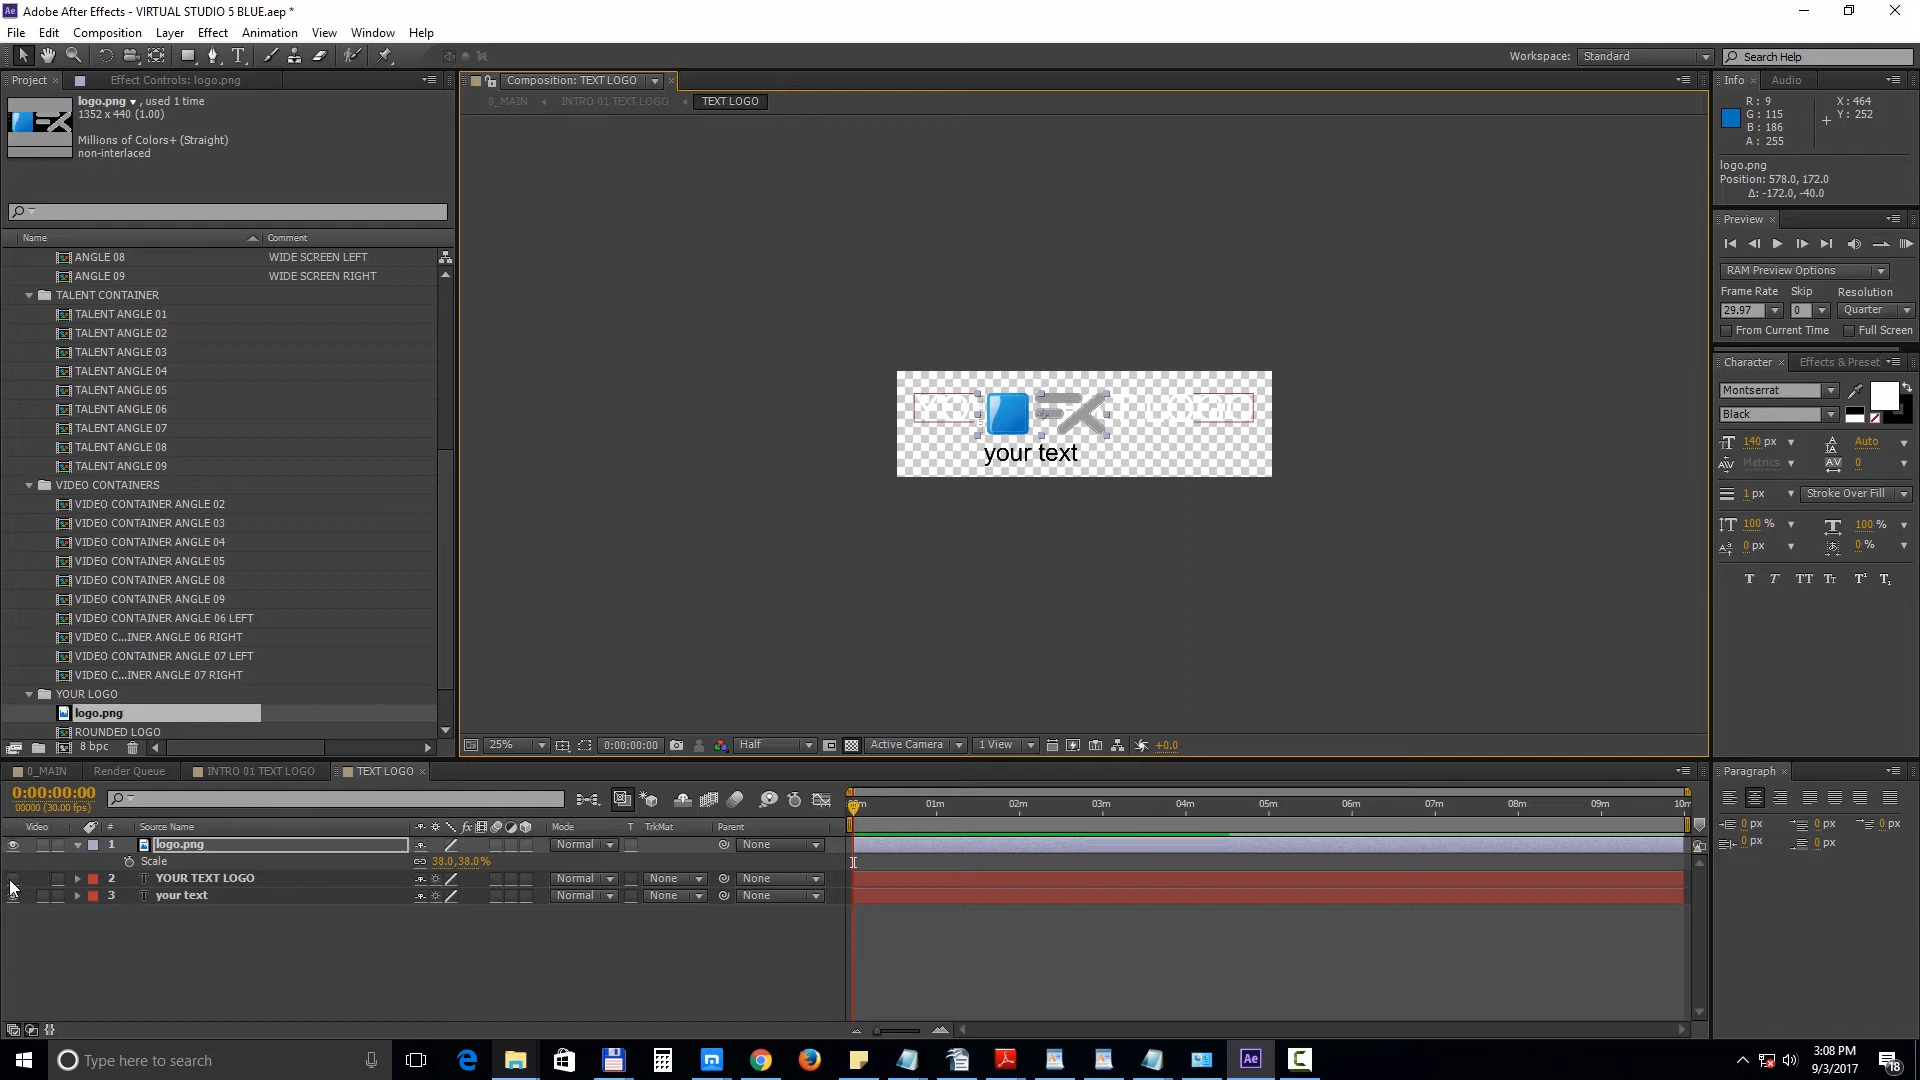 Adobe After Effects - VIRTUAL STUDIO 5 BLUE.aep *
File Edit Composition Layer Effect Animation View Window Help
Workspace: Standard Search Help
Project Effect Controls: logo.png
logo.png , used 1 time
1352 x 440 (1.00)
Millions of Colors+ (Straight)
non-interlaced
Name Comment
ANGLE 08 WIDE SCREEN LEFT
ANGLE 09 WIDE SCREEN RIGHT
TALENT CONTAINER
TALENT ANGLE 01
TALENT ANGLE 02
TALENT ANGLE 03
TALENT ANGLE 04
TALENT ANGLE 05
TALENT ANGLE 06
TALENT ANGLE 07
TALENT ANGLE 08
TALENT ANGLE 09
VIDEO CONTAINERS
VIDEO CONTAINER ANGLE 02
VIDEO CONTAINER ANGLE 03
VIDEO CONTAINER ANGLE 04
VIDEO CONTAINER ANGLE 05
VIDEO CONTAINER ANGLE 08
VIDEO CONTAINER ANGLE 09
VIDEO CONTAINER ANGLE 06 LEFT
VIDEO C...INER ANGLE 06 RIGHT
VIDEO CONTAINER ANGLE 07 LEFT
VIDEO C...INER ANGLE 07 RIGHT
YOUR LOGO
logo.png
ROUNDED LOGO
8 bpc
Composition: TEXT LOGO
0_MAIN INTRO 01 TEXT LOGO TEXT LOGO
your text
25% 0:00:00:00 Half Active Camera 1 View +0.0
Info Audio
R : 9 X : 464
G : 115 Y : 252
B : 186
A : 255
logo.png
Position: 578.0, 172.0
Δ: -172.0, -40.0
Preview
RAM Preview Options
Frame Rate Skip Resolution
29.97 0 Quarter
From Current Time Full Screen
Character Effects & Preset
Montserrat
Black
140 px Auto
Metrics 0
1 px Stroke Over Fill
100 % 100 %
0 px 0 %
0_MAIN Render Queue INTRO 01 TEXT LOGO TEXT LOGO
0:00:00:00
00000 (30.00 fps)
Video # Source Name Mode T TrkMat Parent
01m 02m 03m 04m 05m 06m 07m 08m 09m 10m
1 logo.png Normal None
Scale 38.0,38.0%
2 YOUR TEXT LOGO Normal None None
3 your text Normal None None
Paragraph
0 px 0 px 0 px
0 px 0 px
Type here to search
Ae
3:08 PM
9/3/2017
18